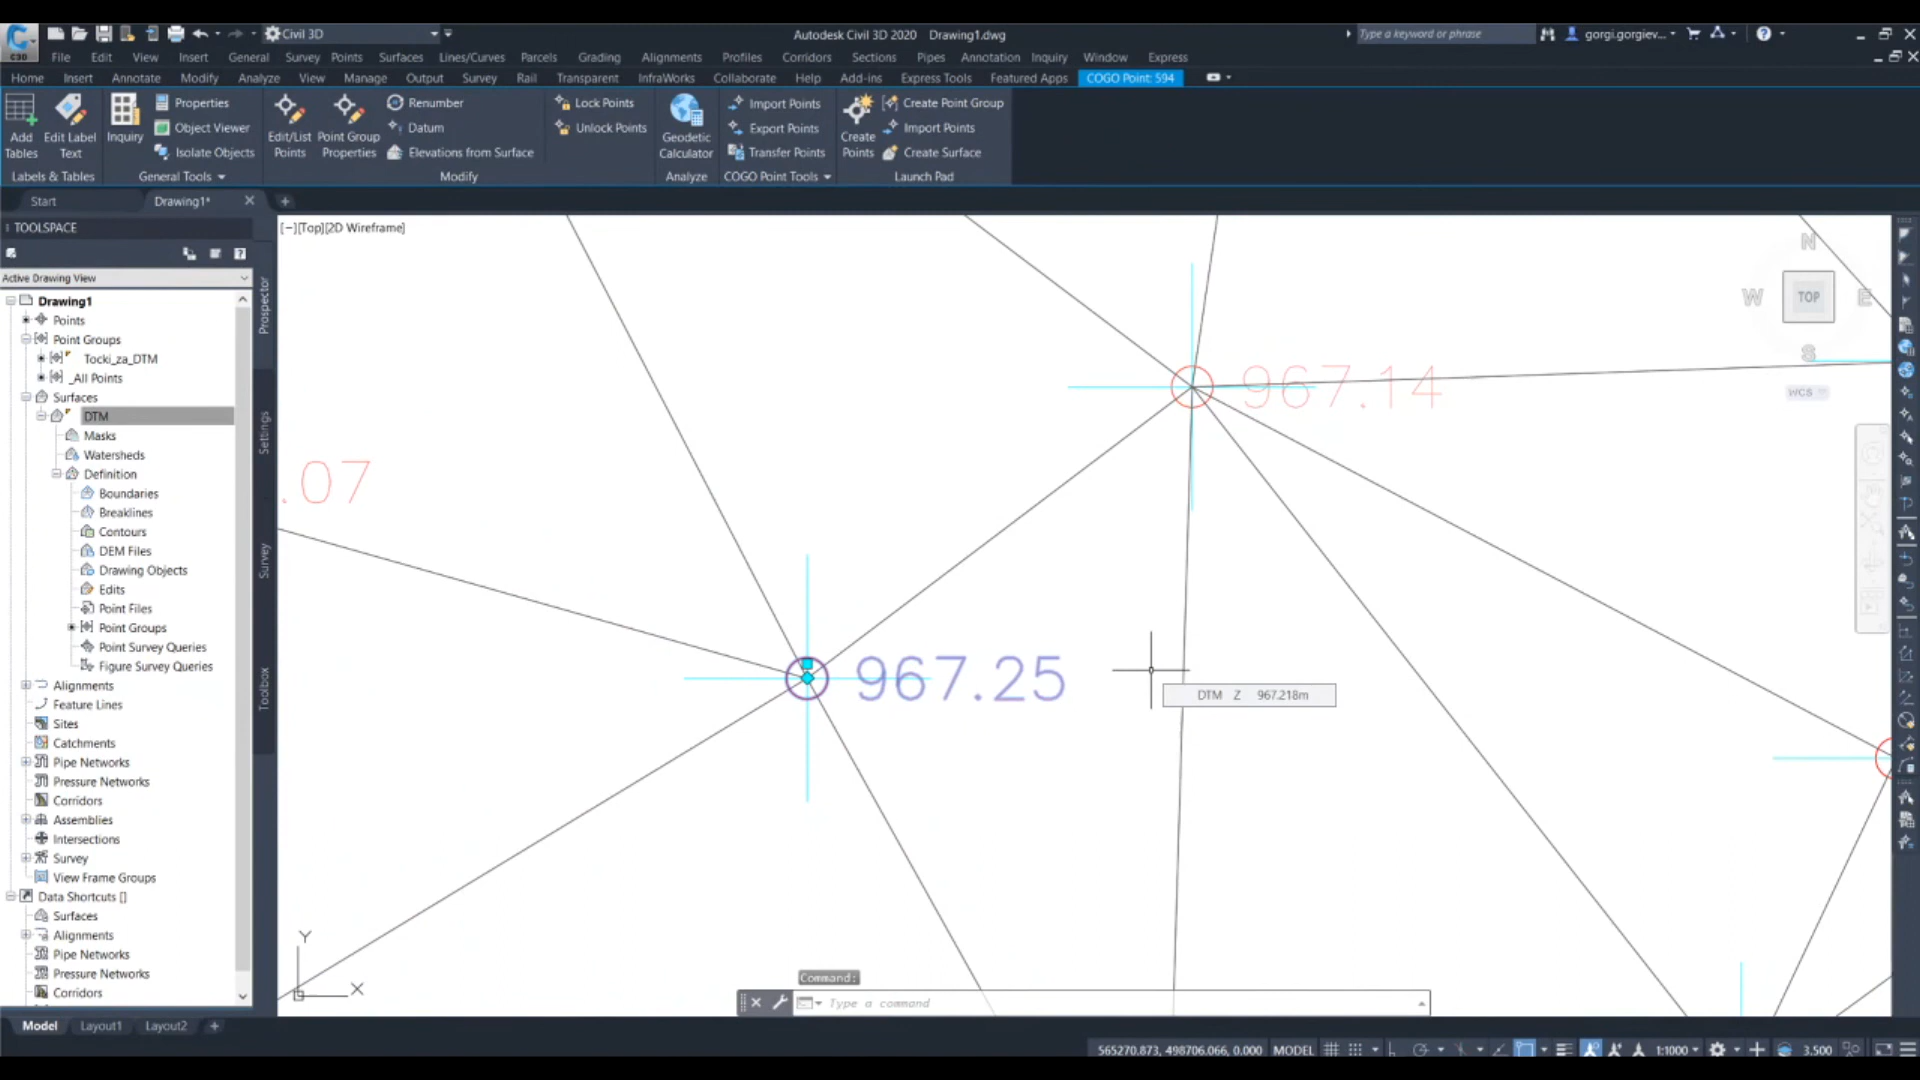 Civil 3D
Autodesk Civil 3D 2020 Drawing1.dwg
Type a keyword or phrase
gorgi.gorgiev...
C3D
File Edit View Insert General Survey Points Surfaces Lines/Curves Parcels Grading Alignments Profiles Corridors Sections Pipes Annotation Inquiry Window Express
Home Insert Annotate Modify Analyze View Manage Output Survey Rail Transparent InfraWorks Collaborate Help Add-ins Express Tools Featured Apps COGO Point: 594
Add Tables
Edit Label Text
Labels & Tables
Inquiry
Properties
Object Viewer
Isolate Objects
General Tools
Edit/List Points
Point Group Properties
Renumber
Datum
Elevations from Surface
Lock Points
Unlock Points
Modify
Geodetic Calculator
Analyze
Import Points
Export Points
Transfer Points
COGO Point Tools
Create Points
Create Point Group
Import Points
Create Surface
Launch Pad
Start Drawing1*
TOOLSPACE
Active Drawing View
Drawing1
Points
Point Groups
Tocki_za_DTM
_All Points
Surfaces
DTM
Masks
Watersheds
Definition
Boundaries
Breaklines
Contours
DEM Files
Drawing Objects
Edits
Point Files
Point Groups
Point Survey Queries
Figure Survey Queries
Alignments
Feature Lines
Sites
Catchments
Pipe Networks
Pressure Networks
Corridors
Assemblies
Intersections
Survey
View Frame Groups
Data Shortcuts []
Surfaces
Alignments
Pipe Networks
Pressure Networks
Corridors
Prospector
Settings
Survey
Toolbox
[−][Top][2D Wireframe]
N
W TOP E
S
WCS
967.14
.07
967.25
DTM Z 967.218m
Y
X
Command:
Type a command
Model Layout1 Layout2
565270.873, 498706.066, 0.000 MODEL 1:1000 3.500